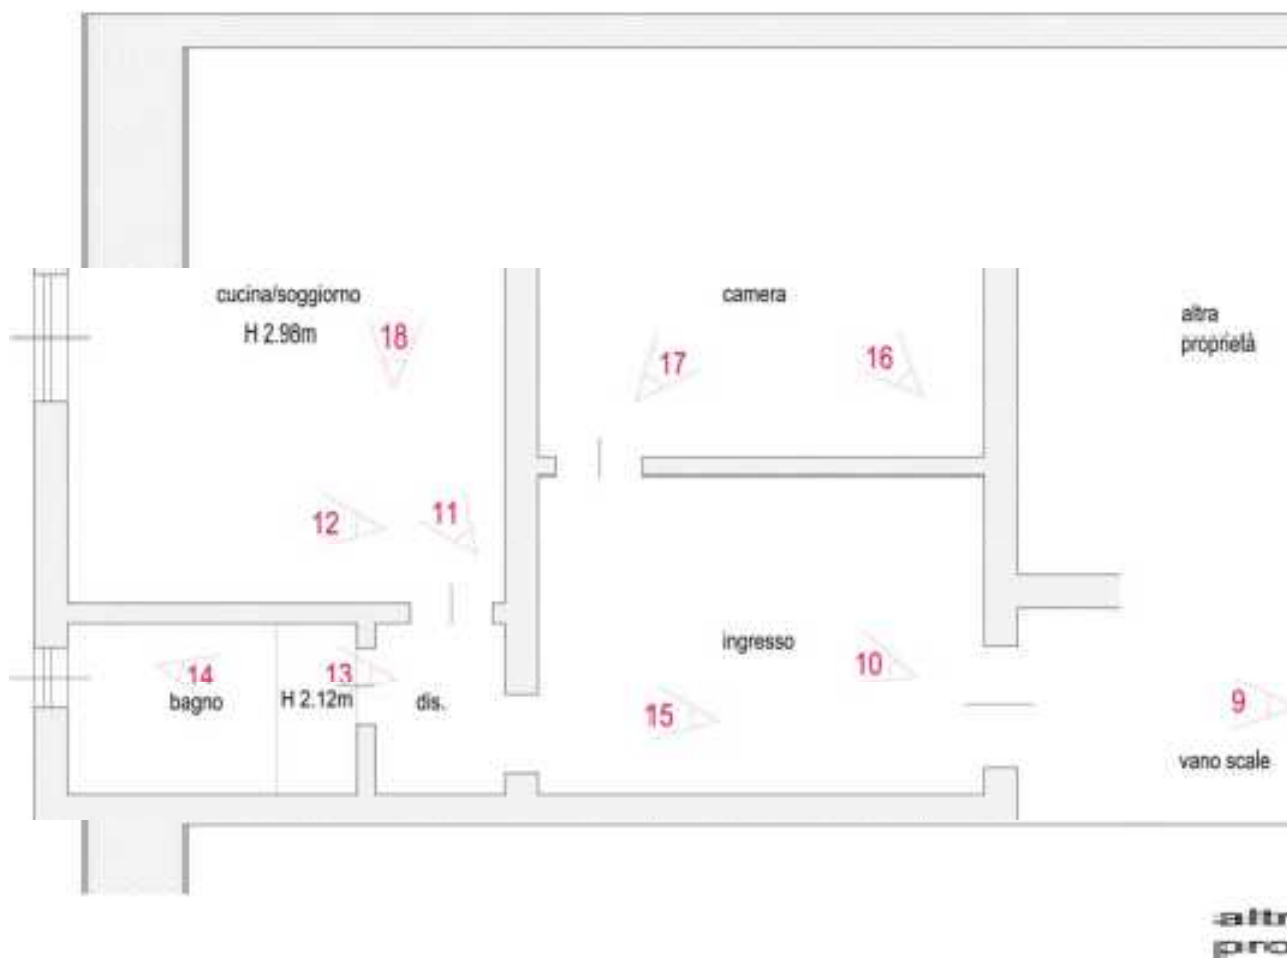 cucina/soggiorno
H 2.98m
18
camera
17
16
altra
proprietà
12
11
ingresso
10
14
bagno
13
H 2.12m
dis.
15
9
vano scale